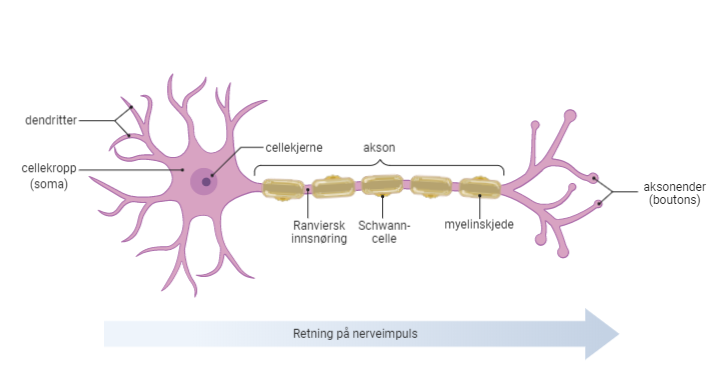 dendritter
cellekropp
(soma)
cellekjerne
akson
Ranviersk
innsnøring
Schwann-
celle
myelinskjede
aksonender
(boutons)
Retning på nerveimpuls